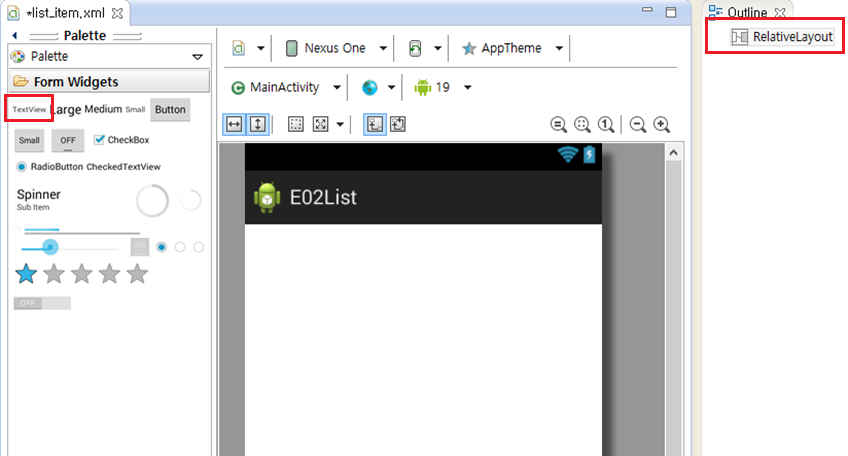 *list_item.xml
Outline
Palette
RelativeLayout
Palette
Nexus One
AppTheme
Form Widgets
MainActivity
19
TextView Large Medium Small Button
Small OFF CheckBox
RadioButton CheckedTextView
Spinner
Sub Item
OFF
E02List